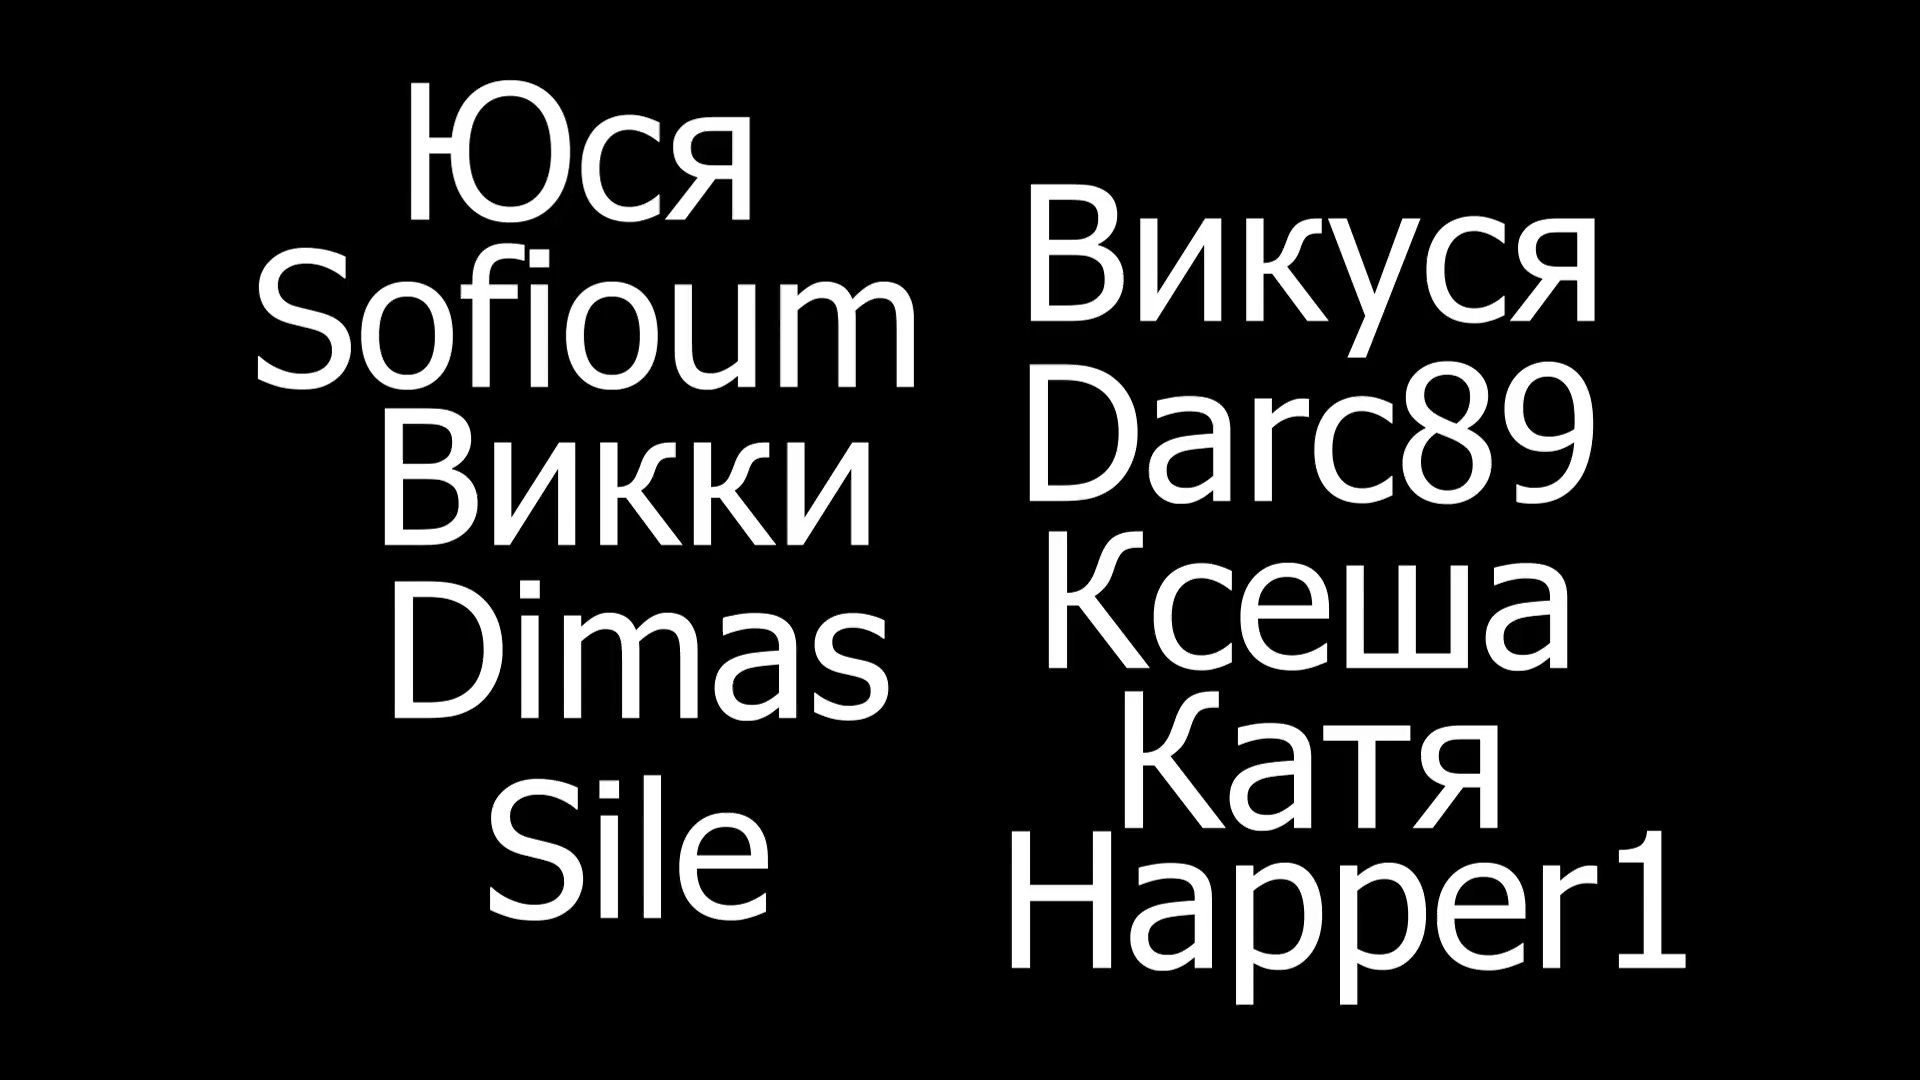 Юся
Sofioum
Викки
Dimas
Sile
Викуся
Darc89
Ксеша
Катя
Happer1